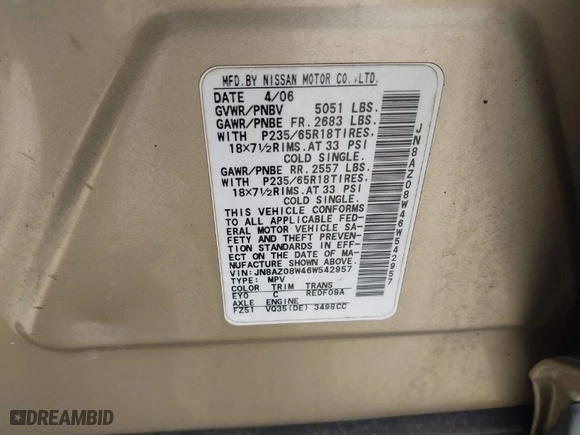 MFD.BY NISSAN MOTOR CO.,LTD.
DATE 4/06
GVWR/PNBV 5051 LBS.
GAWR/PNBE FR. 2683 LBS.
WITH P235/65R18TIRES.
18×7½RIMS.AT 33 PSI
COLD SINGLE.
GAWR/PNBE RR. 2557 LBS.
WITH P235/65R18TIRES.
18×7½RIMS.AT 33 PSI
COLD SINGLE.
THIS VEHICLE CONFORMS
TO ALL APPLICABLE FED-
ERAL MOTOR VEHICLE SA-
FETY AND THEFT PREVEN-
TION STANDARDS IN EFF-
ECT ON THE DATE OF MA-
NUFACTURE SHOWN ABOVE.
VIN:JN8AZ08W46W542957
TYPE: MPV
COLOR TRIM TRANS
EY0 C RE0F09A
AXLE ENGINE
FZ51 VQ35(DE) 3498CC
JN8AZ08W46W542957
DREAMBID